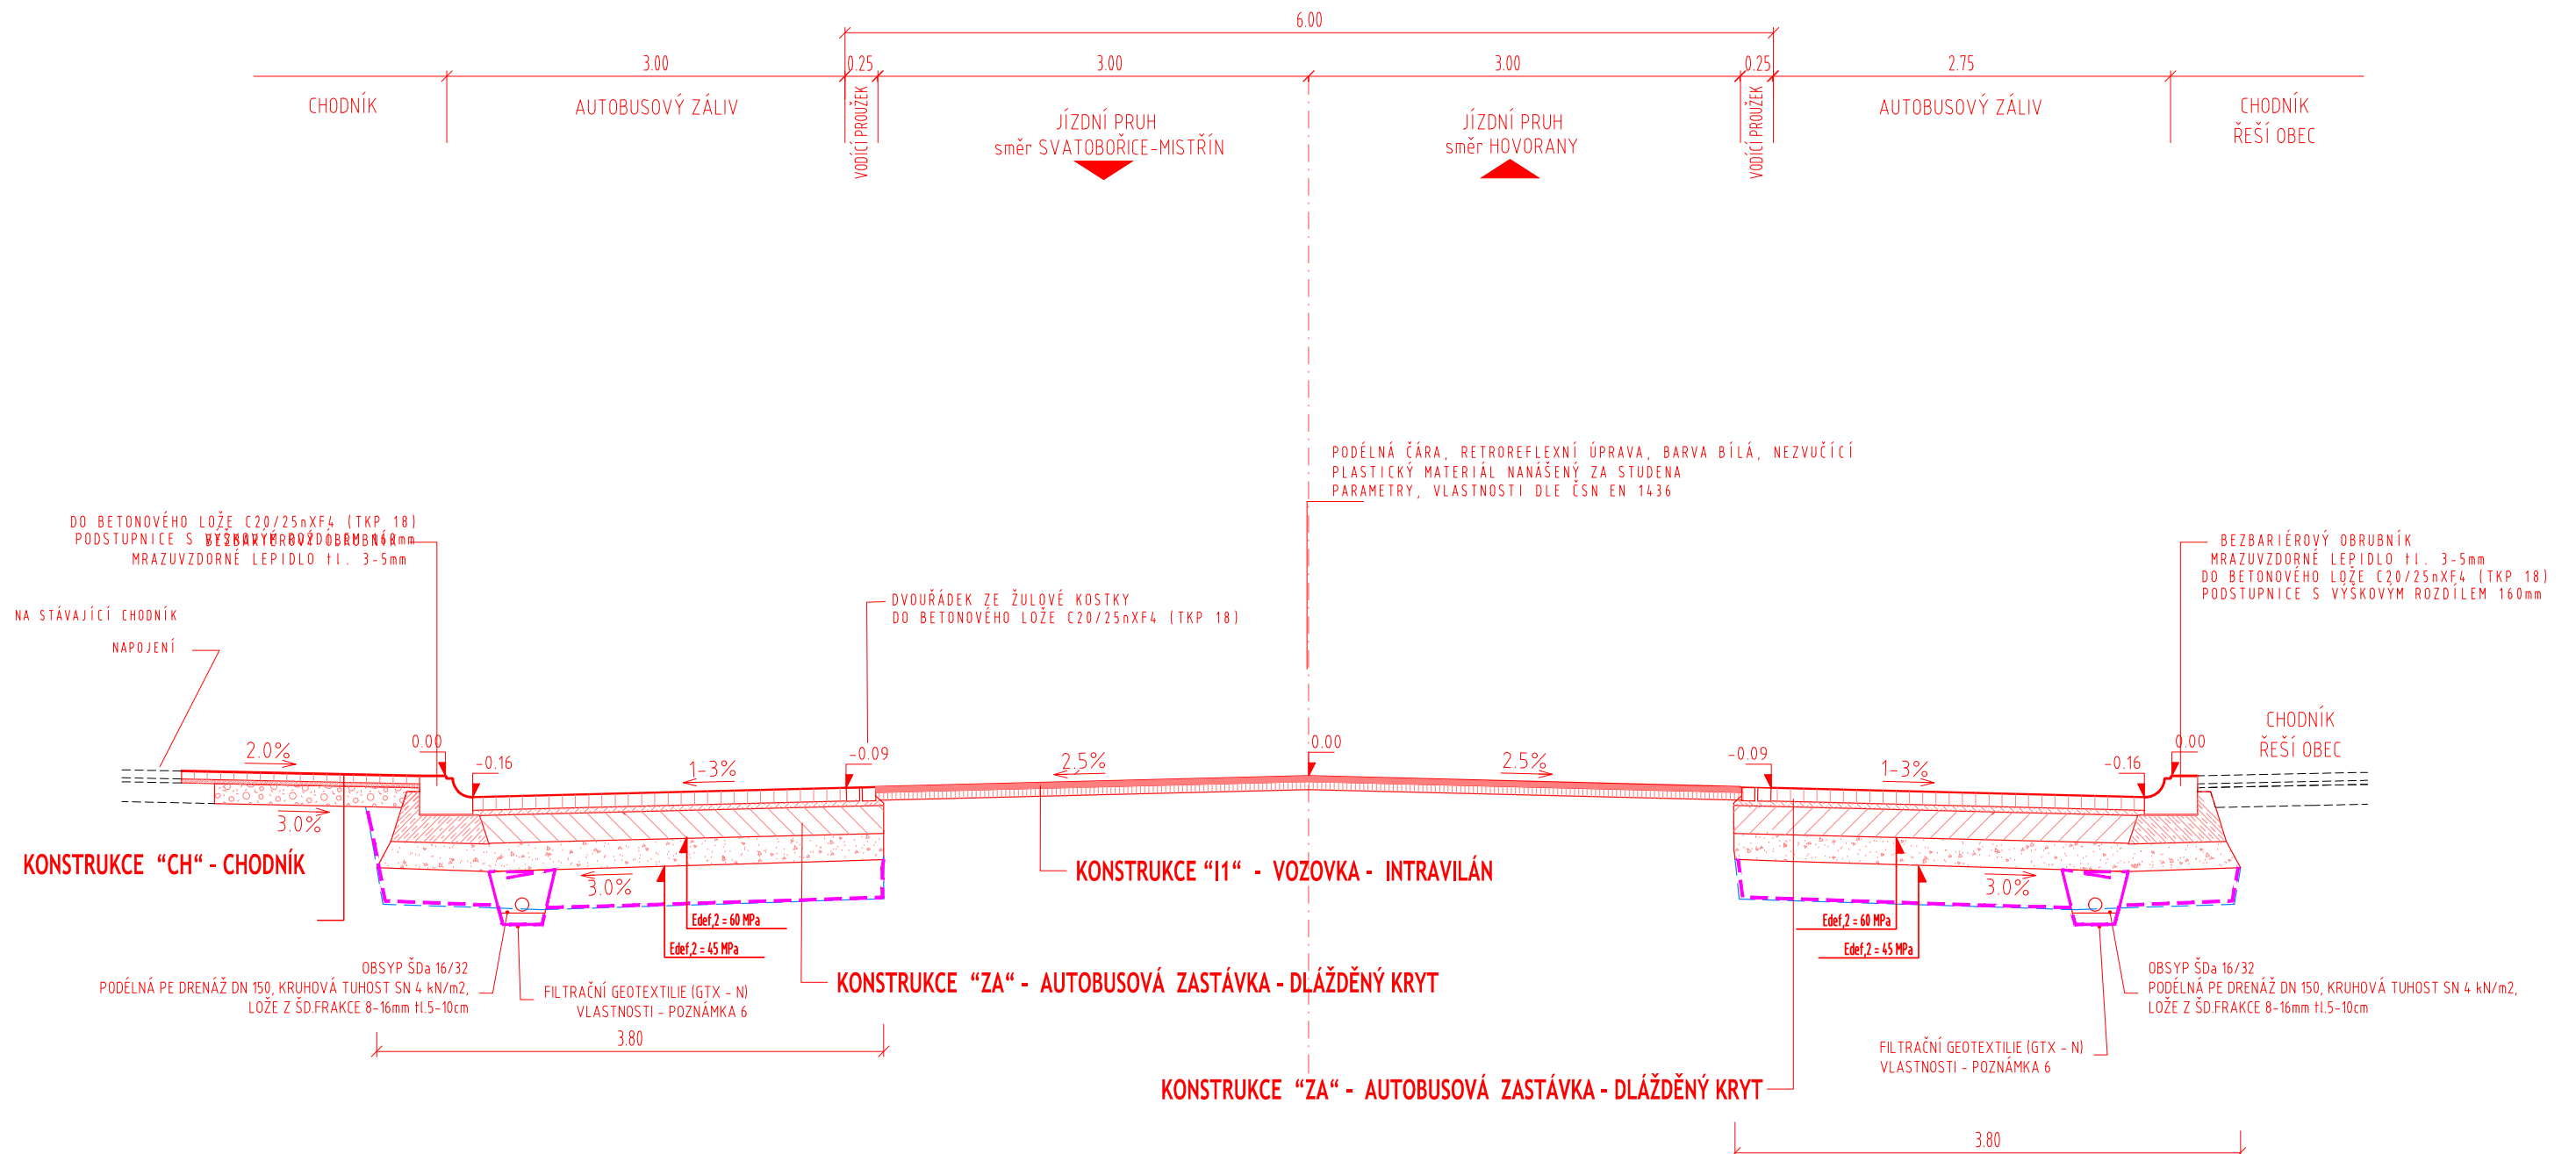 6.00
3.00
0.25
3.00
3.00
0.25
2.75
CHODNÍK
AUTOBUSOVÝ ZÁLIV
VODÍCÍ PROUŽEK
JÍZDNÍ PRUH
směr SVATOBOŘICE-MISTŘÍN
JÍZDNÍ PRUH
směr HOVORANY
VODÍCÍ PROUŽEK
AUTOBUSOVÝ ZÁLIV
CHODNÍK
ŘEŠÍ OBEC
PODÉLNÁ ČÁRA, RETROREFLEXNÍ ÚPRAVA, BARVA BÍLÁ, NEZVUČÍCÍ
PLASTICKÝ MATERIÁL NANÁŠENÝ ZA STUDENA
PARAMETRY, VLASTNOSTI DLE ČSN EN 1436
DO BETONOVÉHO LOŽE C20/25nXF4 (TKP 18)
PODSTUPNICE S VÝŠKOVÝM ROZDÍLEM 160mm
BEZBARIÉROVÝ OBRUBNÍK
MRAZUVZDORNÉ LEPIDLO tl. 3-5mm
BEZBARIÉROVÝ OBRUBNÍK
MRAZUVZDORNÉ LEPIDLO tl. 3-5mm
DO BETONOVÉHO LOŽE C20/25nXF4 (TKP 18)
PODSTUPNICE S VÝŠKOVÝM ROZDÍLEM 160mm
DVOUŘÁDEK ZE ŽULOVÉ KOSTKY
DO BETONOVÉHO LOŽE C20/25nXF4 (TKP 18)
NA STÁVAJÍCÍ CHODNÍK
NAPOJENÍ
CHODNÍK
ŘEŠÍ OBEC
2.0%
0.00
-0.16
1-3%
-0.09
2,5%
0.00
2.5%
-0.09
1-3%
-0.16
0.00
3.0%
KONSTRUKCE “CH“ - CHODNÍK
KONSTRUKCE “I1“ - VOZOVKA - INTRAVILÁN
3.0%
3.0%
Edef,2 = 60 MPa
Edef,2 = 45 MPa
Edef,2 = 60 MPa
Edef,2 = 45 MPa
OBSYP ŠDa 16/32
PODÉLNÁ PE DRENÁŽ DN 150, KRUHOVÁ TUHOST SN 4 kN/m2,
LOŽE Z ŠD.FRAKCE 8-16mm tl.5-10cm
FILTRAČNÍ GEOTEXTILIE (GTX - N)
VLASTNOSTI - POZNÁMKA 6
KONSTRUKCE “ZA“ - AUTOBUSOVÁ ZASTÁVKA - DLÁŽDĚNÝ KRYT
OBSYP ŠDa 16/32
PODÉLNÁ PE DRENÁŽ DN 150, KRUHOVÁ TUHOST SN 4 kN/m2,
LOŽE Z ŠD.FRAKCE 8-16mm tl.5-10cm
3.80
FILTRAČNÍ GEOTEXTILIE (GTX - N)
VLASTNOSTI - POZNÁMKA 6
KONSTRUKCE “ZA“ - AUTOBUSOVÁ ZASTÁVKA - DLÁŽDĚNÝ KRYT
3.80